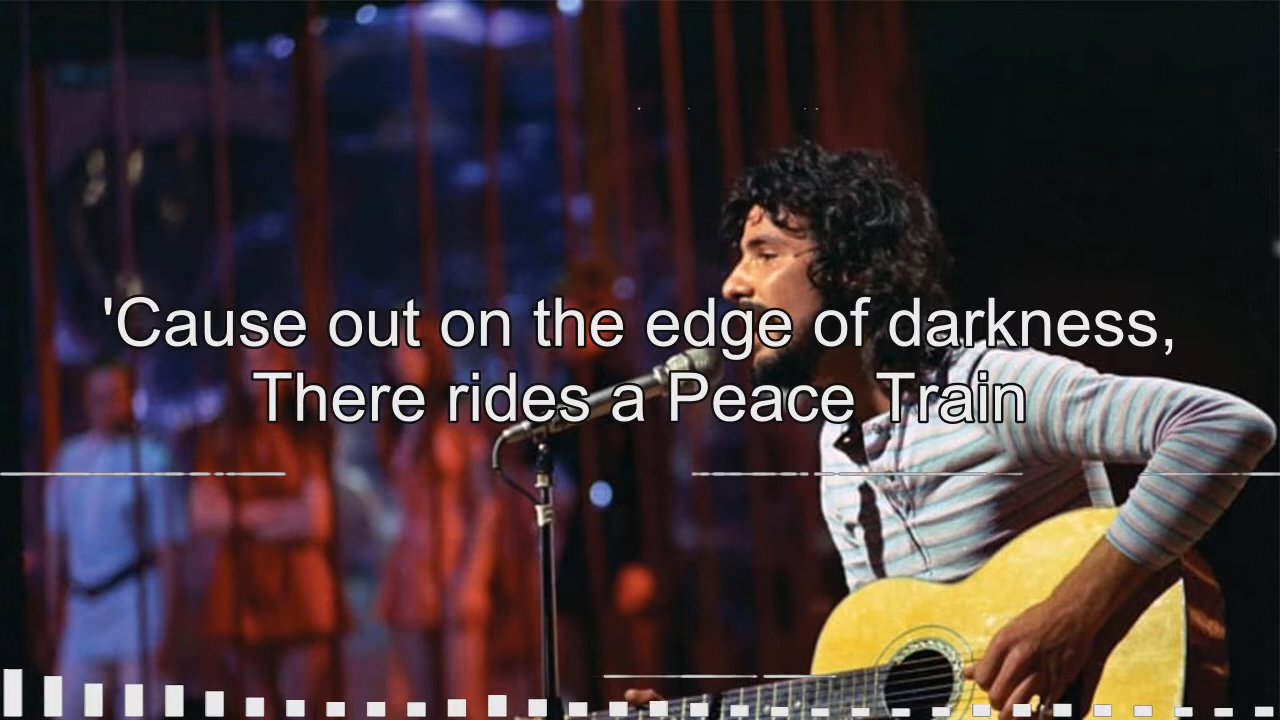 'Cause out on the edge of darkness,
There rides a Peace Train